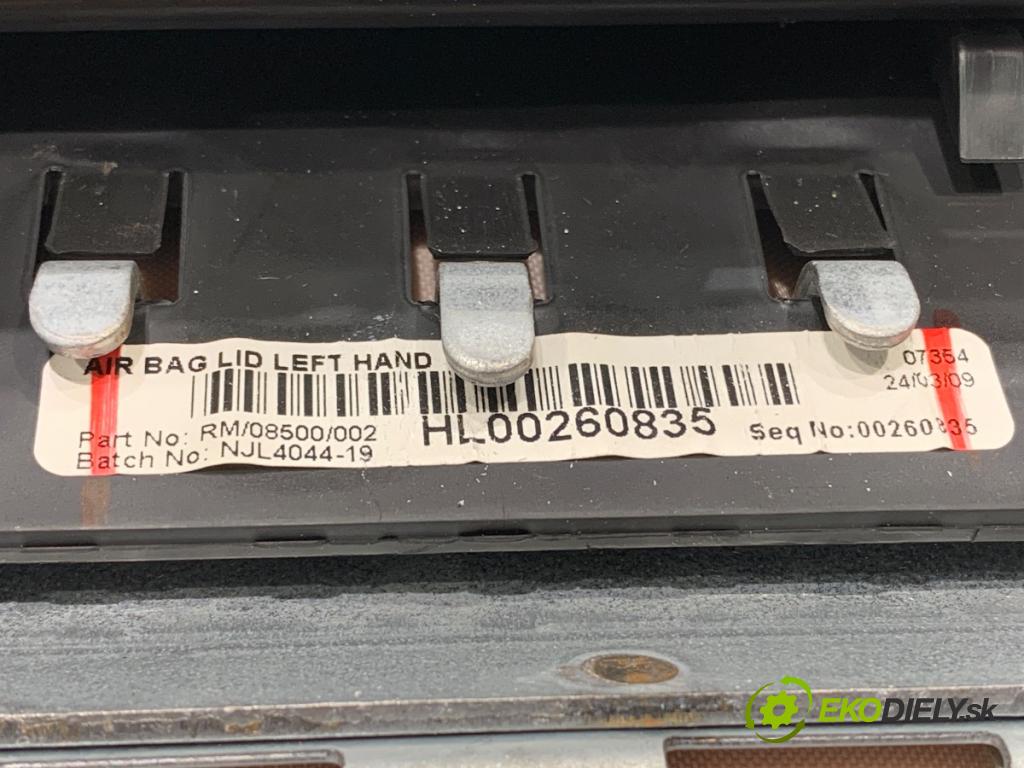 AIR BAG LID LEFT HAND
07354
24/03/09
Part No: RM/08500/002
HL00260835
Seq No:00260835
Batch No: NJL4044-19
EKODIELY.sk